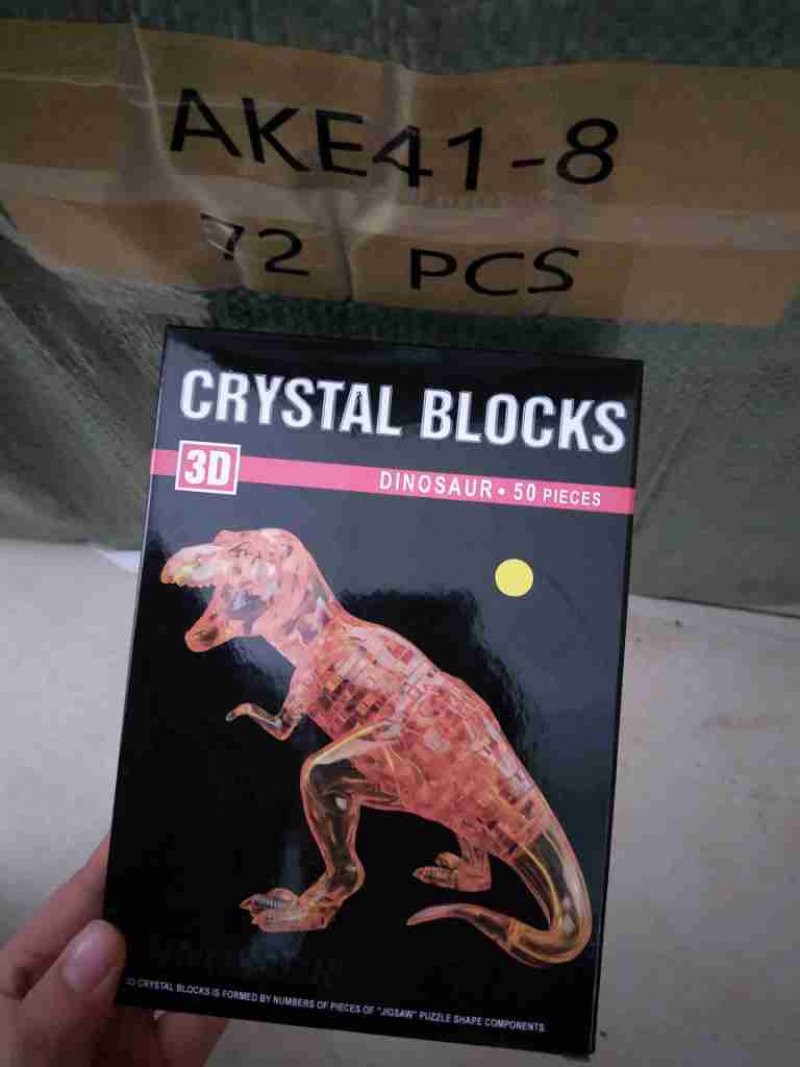 AKE41-8
72 PCS
CRYSTAL BLOCKS
3D
DINOSAUR • 50 PIECES
3D CRYSTAL BLOCKS IS FORMED BY NUMBERS OF PIECES OF "JIGSAW" PUZZLE SHAPE COMPONENTS